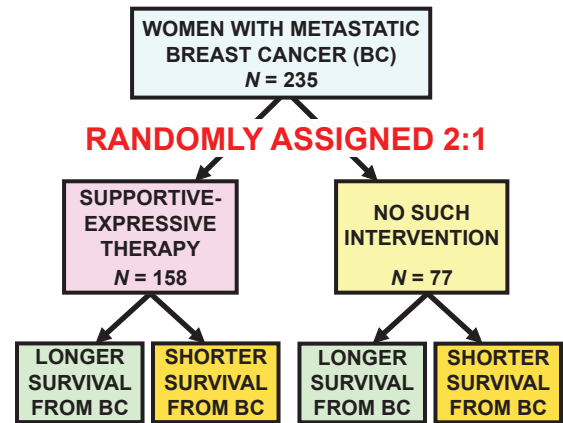 WOMEN WITH METASTATIC
BREAST CANCER (BC)
N = 235
RANDOMLY ASSIGNED 2:1
SUPPORTIVE-
EXPRESSIVE
THERAPY
N = 158
NO SUCH
INTERVENTION
N = 77
LONGER
SURVIVAL
FROM BC
SHORTER
SURVIVAL
FROM BC
LONGER
SURVIVAL
FROM BC
SHORTER
SURVIVAL
FROM BC